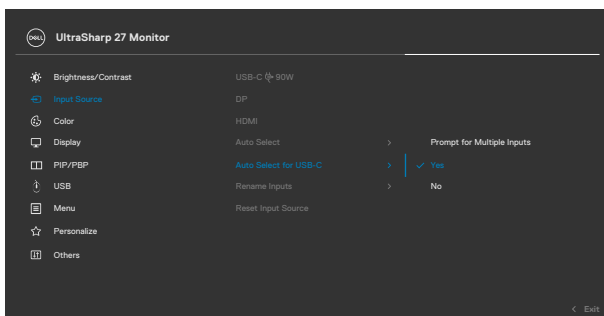 DELL
UltraSharp 27 Monitor
Brightness/Contrast
Input Source
Color
Display
PIP/PBP
USB
Menu
Personalize
Others
USB-C 90W
DP
HDMI
Auto Select >
Auto Select for USB-C >
Rename Inputs >
Reset Input Source
Prompt for Multiple Inputs
✓ Yes
No
< Exit